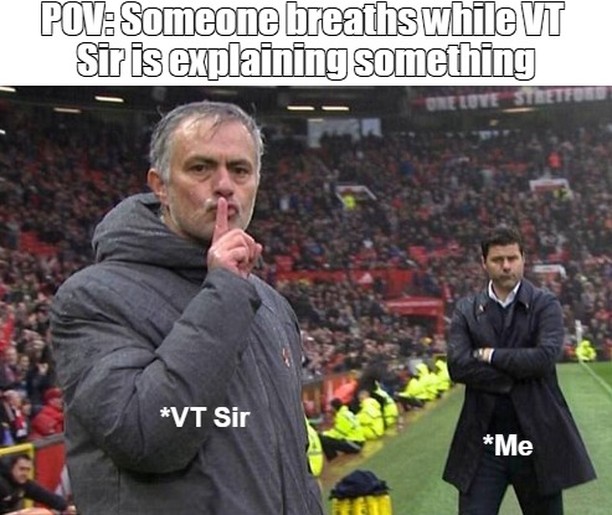 POV: Someone breaths while VT
Sir is explaining something
ONE LOVE STRETFORD
*VT Sir
*Me